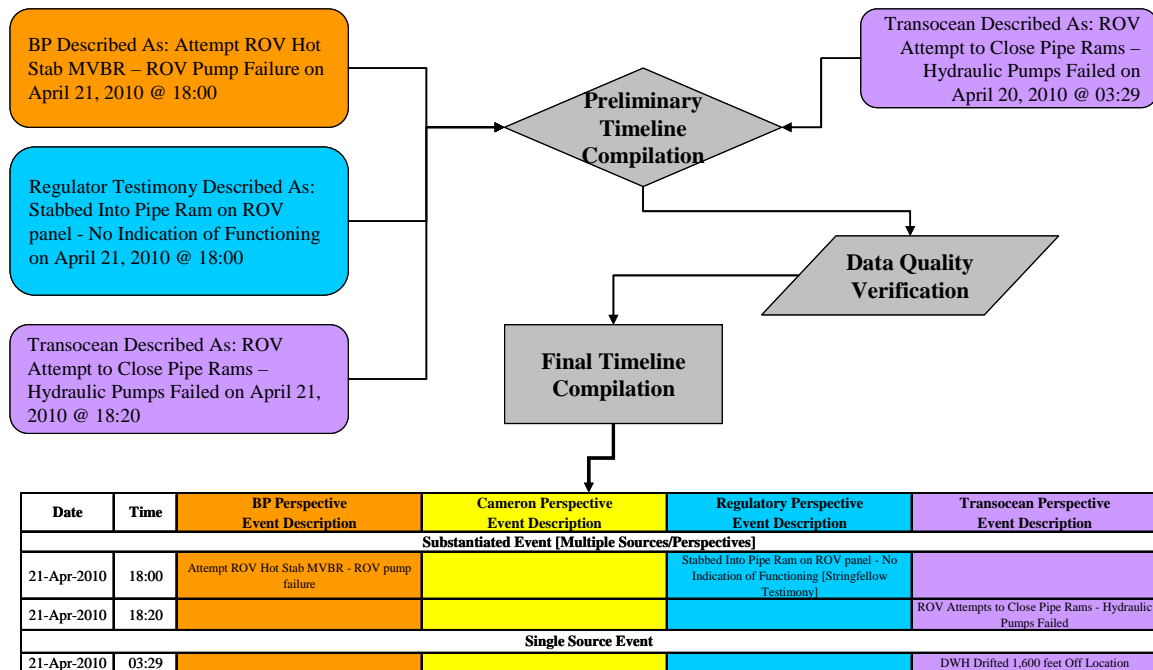 BP Described As: Attempt ROV Hot
Stab MVBR – ROV Pump Failure on
April 21, 2010 @ 18:00
Transocean Described As: ROV
Attempt to Close Pipe Rams –
Hydraulic Pumps Failed on
April 20, 2010 @ 03:29
Preliminary
Timeline
Compilation
Regulator Testimony Described As:
Stabbed Into Pipe Ram on ROV
panel - No Indication of Functioning
on April 21, 2010 @ 18:00
Data Quality
Verification
Transocean Described As: ROV
Attempt to Close Pipe Rams –
Hydraulic Pumps Failed on April 21,
2010 @ 18:20
Final Timeline
Compilation
Date Time BP Perspective Event Description Cameron Perspective Event Description Regulatory Perspective Event Description Transocean Perspective Event Description
Substantiated Event [Multiple Sources/Perspectives]
21-Apr-2010 18:00 Attempt ROV Hot Stab MVBR - ROV pump failure Stabbed Into Pipe Ram on ROV panel - No Indication of Functioning [Stringfellow Testimony]
21-Apr-2010 18:20 ROV Attempts to Close Pipe Rams - Hydraulic Pumps Failed
Single Source Event
21-Apr-2010 03:29 DWH Drifted 1,600 feet Off Location